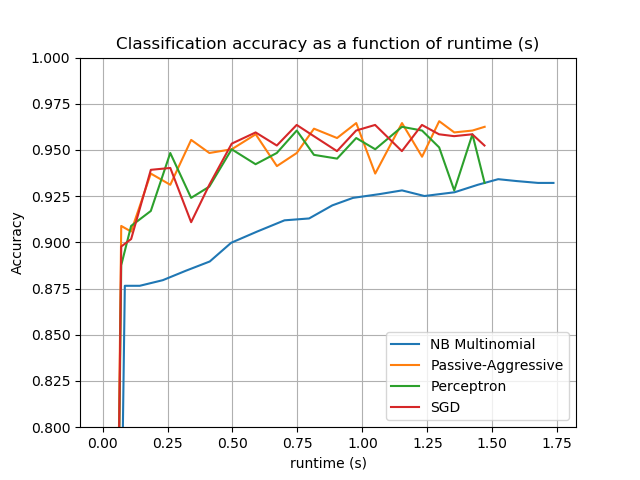 Classification accuracy as a function of runtime (s)
1.000
0.975
0.950
0.925
0.900
0.875
0.850
0.825
0.800
Accuracy
NB Multinomial
Passive-Aggressive
Perceptron
SGD
0.00 0.25 0.50 0.75 1.00 1.25 1.50 1.75
runtime (s)